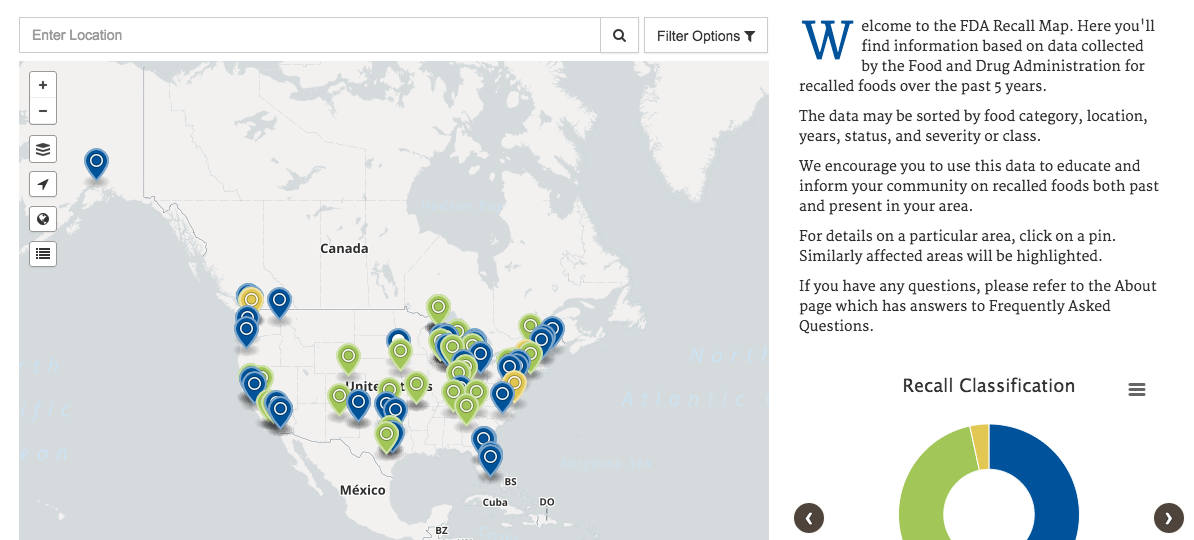 Enter Location
Filter Options
Welcome to the FDA Recall Map. Here you'll
find information based on data collected
by the Food and Drug Administration for
recalled foods over the past 5 years.
The data may be sorted by food category, location,
years, status, and severity or class.
We encourage you to use this data to educate and
inform your community on recalled foods both past
and present in your area.
For details on a particular area, click on a pin.
Similarly affected areas will be highlighted.
If you have any questions, please refer to the About
page which has answers to Frequently Asked
Questions.
Recall Classification
+
−
Canada
Hudson Bay
North
Atlantic
México
BS
Cuba
DO
BZ